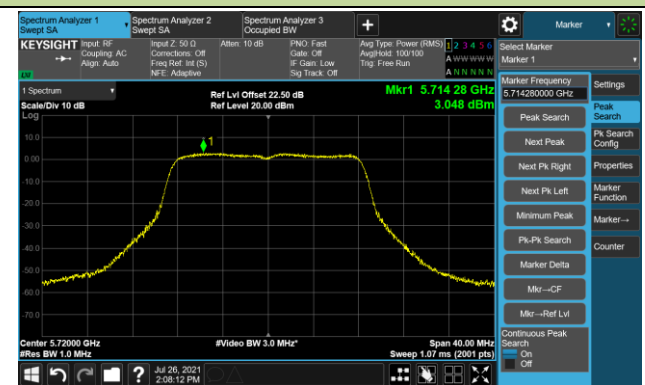 Spectrum Analyzer 1
Swept SA
Spectrum Analyzer 2
Swept SA
Spectrum Analyzer 3
Occupied BW
+
Marker
KEYSIGHT
Input: RF
Coupling: AC
Align: Auto
Input Z: 50 Ω
Corrections: Off
Freq Ref: Int (S)
NFE: Adaptive
Atten: 10 dB
PNO: Fast
Gate: Off
IF Gain: Low
Sig Track: Off
Avg Type: Power (RMS)
Avg|Hold: 100/100
Trig: Free Run
1 2 3 4 5 6
A W W W W W
A N N N N N
Select Marker
Marker 1
1 Spectrum
Scale/Div 10 dB
Log
Ref Lvl Offset 22.50 dB
Ref Level 20.00 dBm
Mkr1 5.714 28 GHz
3.048 dBm
1
10.0
0.00
-10.0
-20.0
-30.0
-40.0
-50.0
-60.0
-70.0
Center 5.72000 GHz
#Res BW 1.0 MHz
#Video BW 3.0 MHz*
Span 40.00 MHz
Sweep 1.07 ms (2001 pts)
Marker Frequency
5.714280000 GHz
Peak Search
Next Peak
Next Pk Right
Next Pk Left
Minimum Peak
Pk-Pk Search
Marker Delta
Mkr→CF
Mkr→Ref Lvl
Continuous Peak
Search
On
Off
Settings
Peak
Search
Pk Search
Config
Properties
Marker
Function
Marker→
Counter
?
Jul 26, 2021
2:08:12 PM